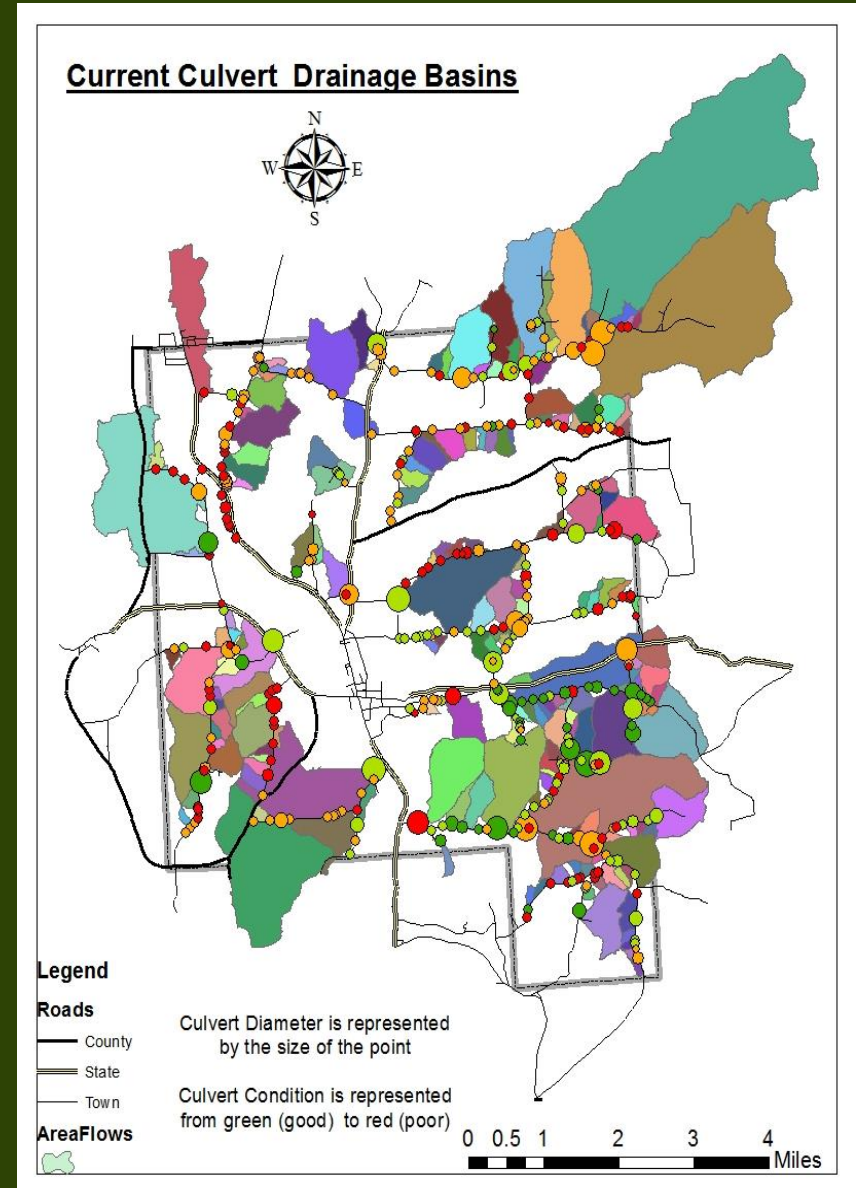 Current Culvert Drainage Basins
N
W E
S
Legend
Roads
County
State
Town
AreaFlows
Culvert Diameter is represented
by the size of the point
Culvert Condition is represented
from green (good) to red (poor)
0 0.5 1 2 3 4
Miles